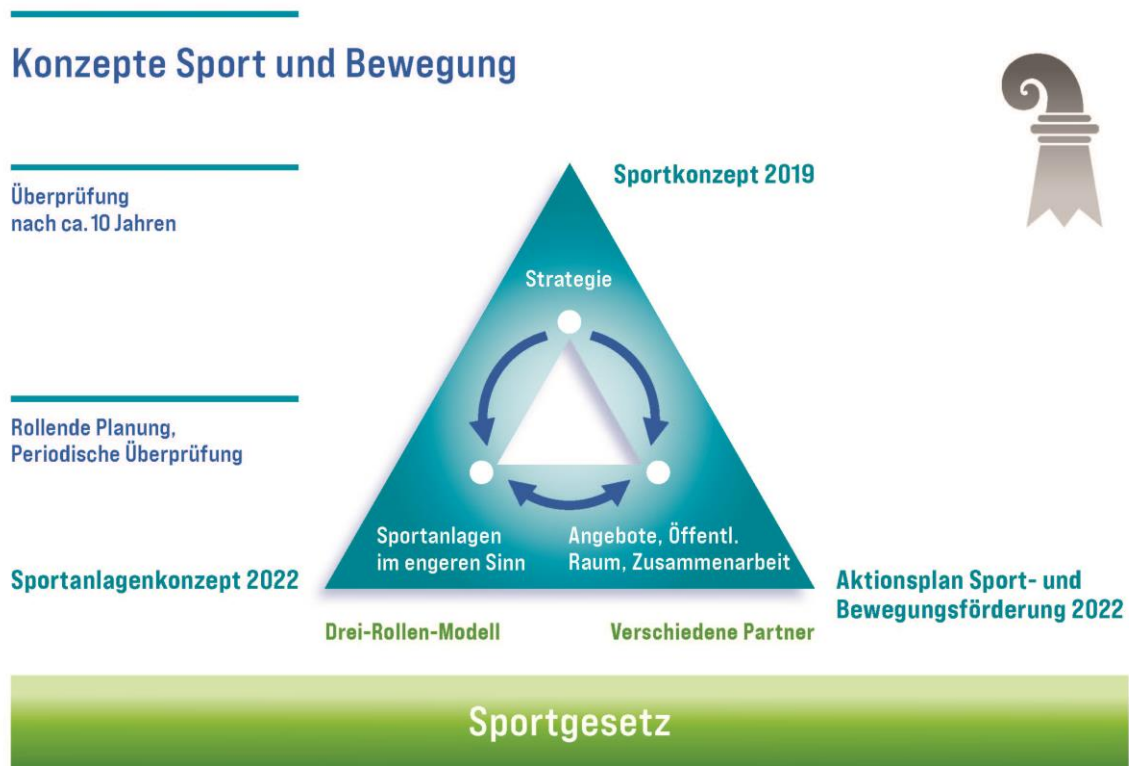 Konzepte Sport und Bewegung
Sportkonzept 2019
Überprüfung
nach ca. 10 Jahren
Strategie
Rollende Planung,
Periodische Überprüfung
Sportanlagen
im engeren Sinn
Angebote, Öffentl.
Raum, Zusammenarbeit
Sportanlagenkonzept 2022
Aktionsplan Sport- und
Bewegungsförderung 2022
Drei-Rollen-Modell
Verschiedene Partner
Sportgesetz